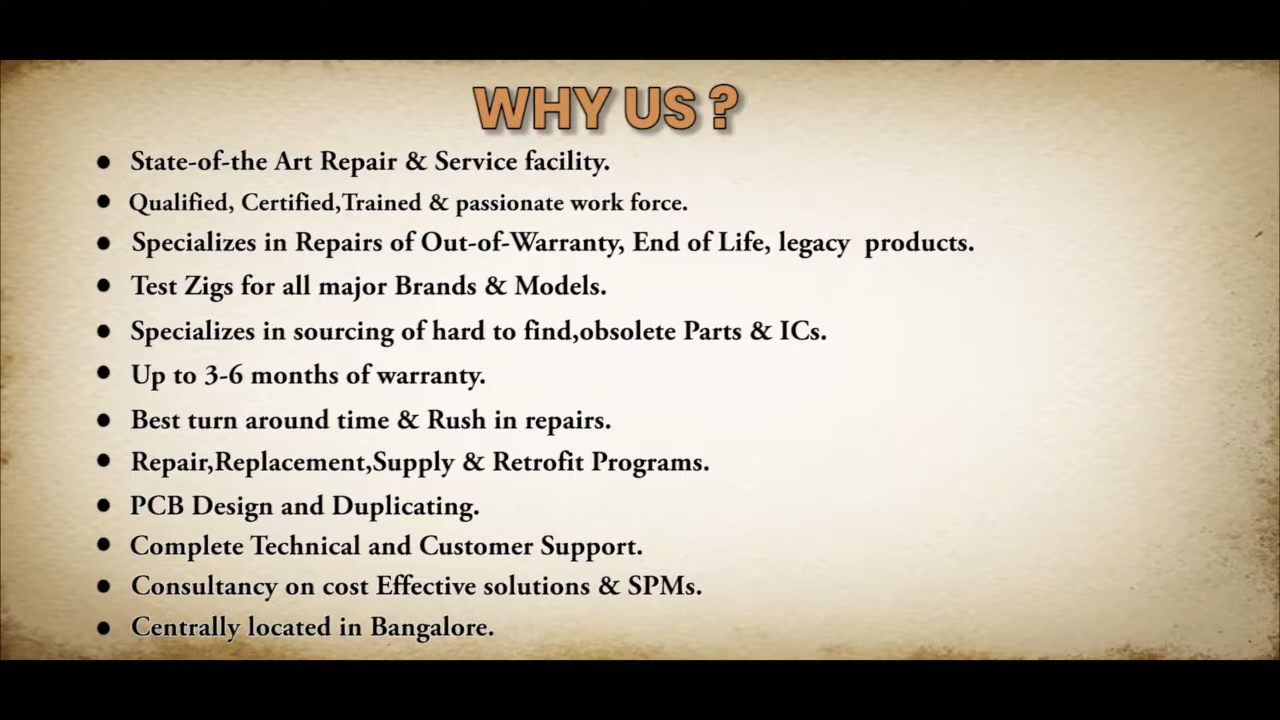 WHY US ?
• State-of-the Art Repair & Service facility.
• Qualified, Certified,Trained & passionate work force.
• Specializes in Repairs of Out-of-Warranty, End of Life, legacy  products.
• Test Zigs for all major Brands & Models.
• Specializes in sourcing of hard to find,obsolete Parts & ICs.
• Up to 3-6 months of warranty.
• Best turn around time & Rush in repairs.
• Repair,Replacement,Supply & Retrofit Programs.
• PCB Design and Duplicating.
• Complete Technical and Customer Support.
• Consultancy on cost Effective solutions & SPMs.
• Centrally located in Bangalore.